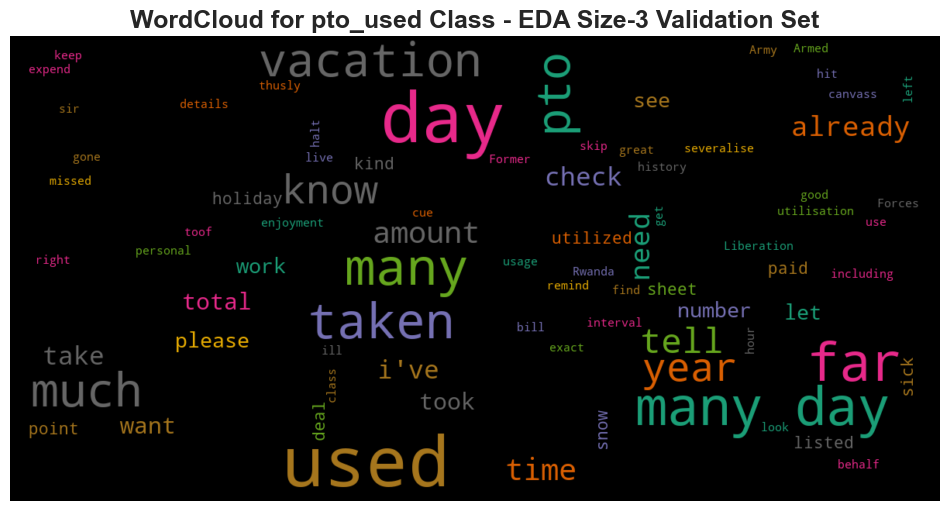 WordCloud for pto_used Class - EDA Size-3 Validation Set
keep
expend
vacation
pto
Army
Armed
hit
canvass
left
thusly
sir
details
day
see
already
halt
gone
live
kind
Former
skip
great
severalise
missed
holiday
know
check
history
good
utilisation
Forces
use
toof
enjoyment
cue
amount
need
get
utilized
Liberation
right
personal
work
many
usage
Rwanda
remind
find
sheet
paid
including
total
taken
bill
interval
number
let
please
ill
exact
tell
hour
take
much
class
i've
year
far
sick
took
many
day
point
want
deal
snow
look
listed
used
time
behalf